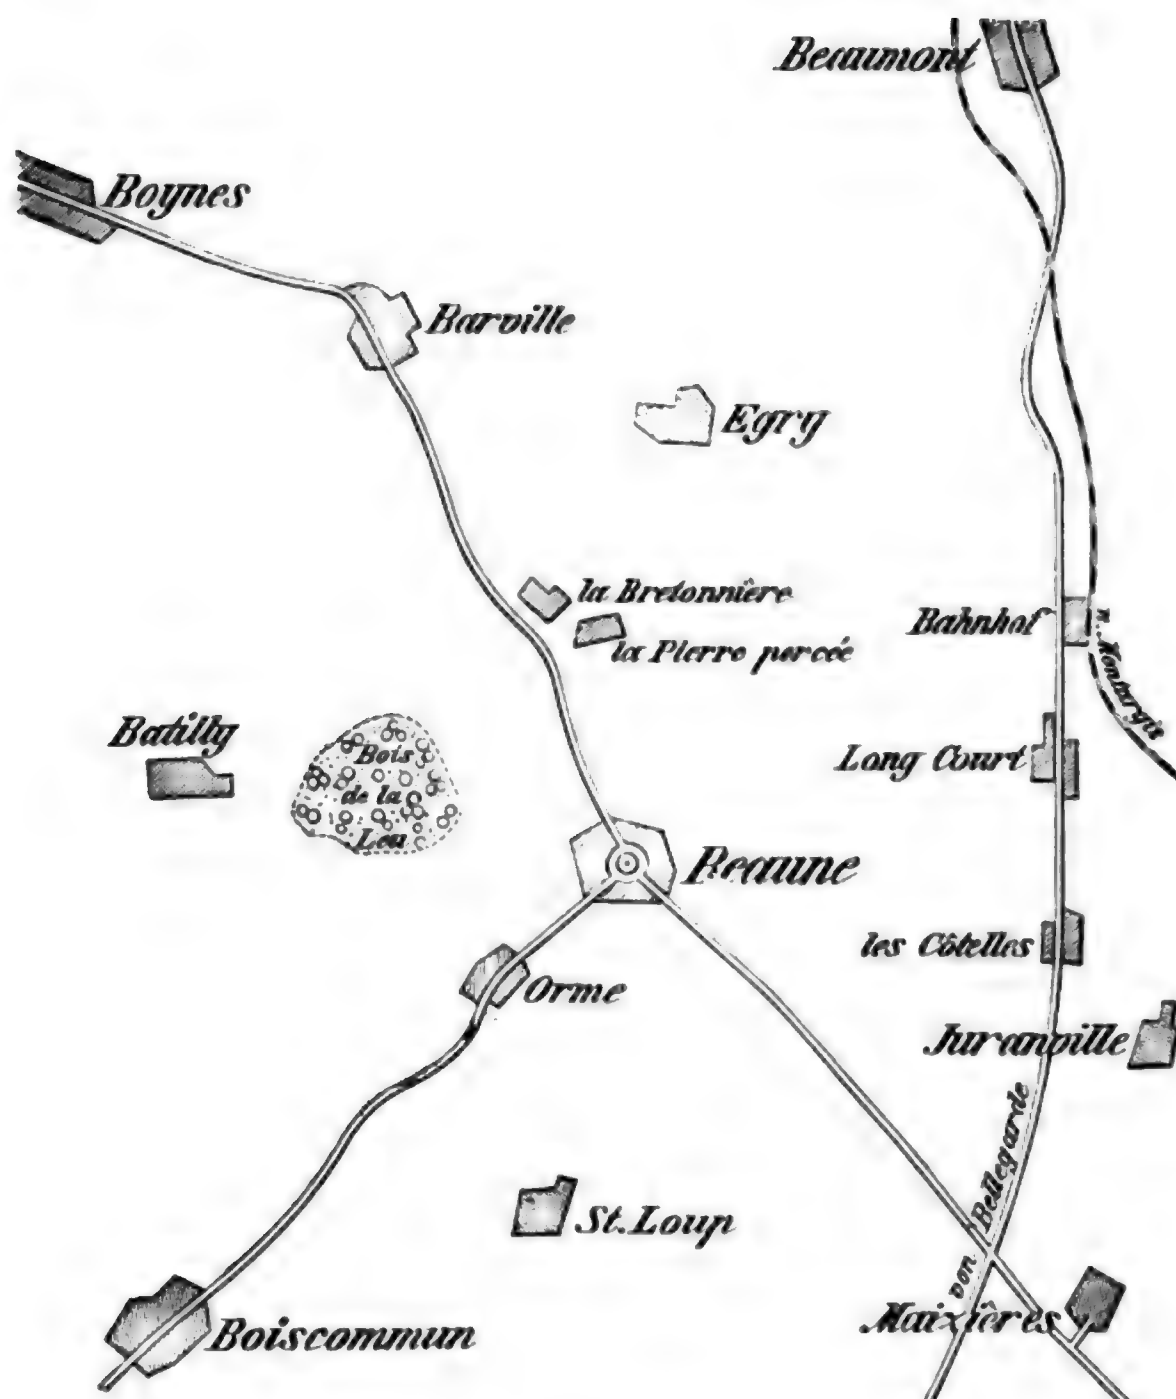 Beaumont
Boynes
Barville
Egry
la Bretonnière
Bahnhof
la Pierre percée
n. Montargis
Batilly
Long Court
Bois
de la
Leu
Beaune
les Côtelles
Orme
Juranville
von Bellegarde
St. Loup
Maizières
Boiscommun